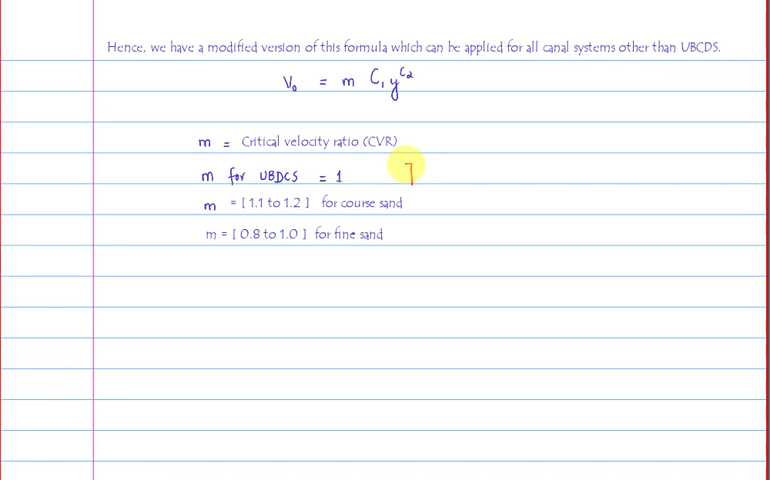 Hence, we have a modified version of this formula which can be applied for all canal systems other than UBCDS.
V₀ = m C₁ y^C₂
m = Critical velocity ratio (CVR)
m for UBDCS = 1
m = [ 1.1 to 1.2 ] for course sand
m = [ 0.8 to 1.0 ] for fine sand